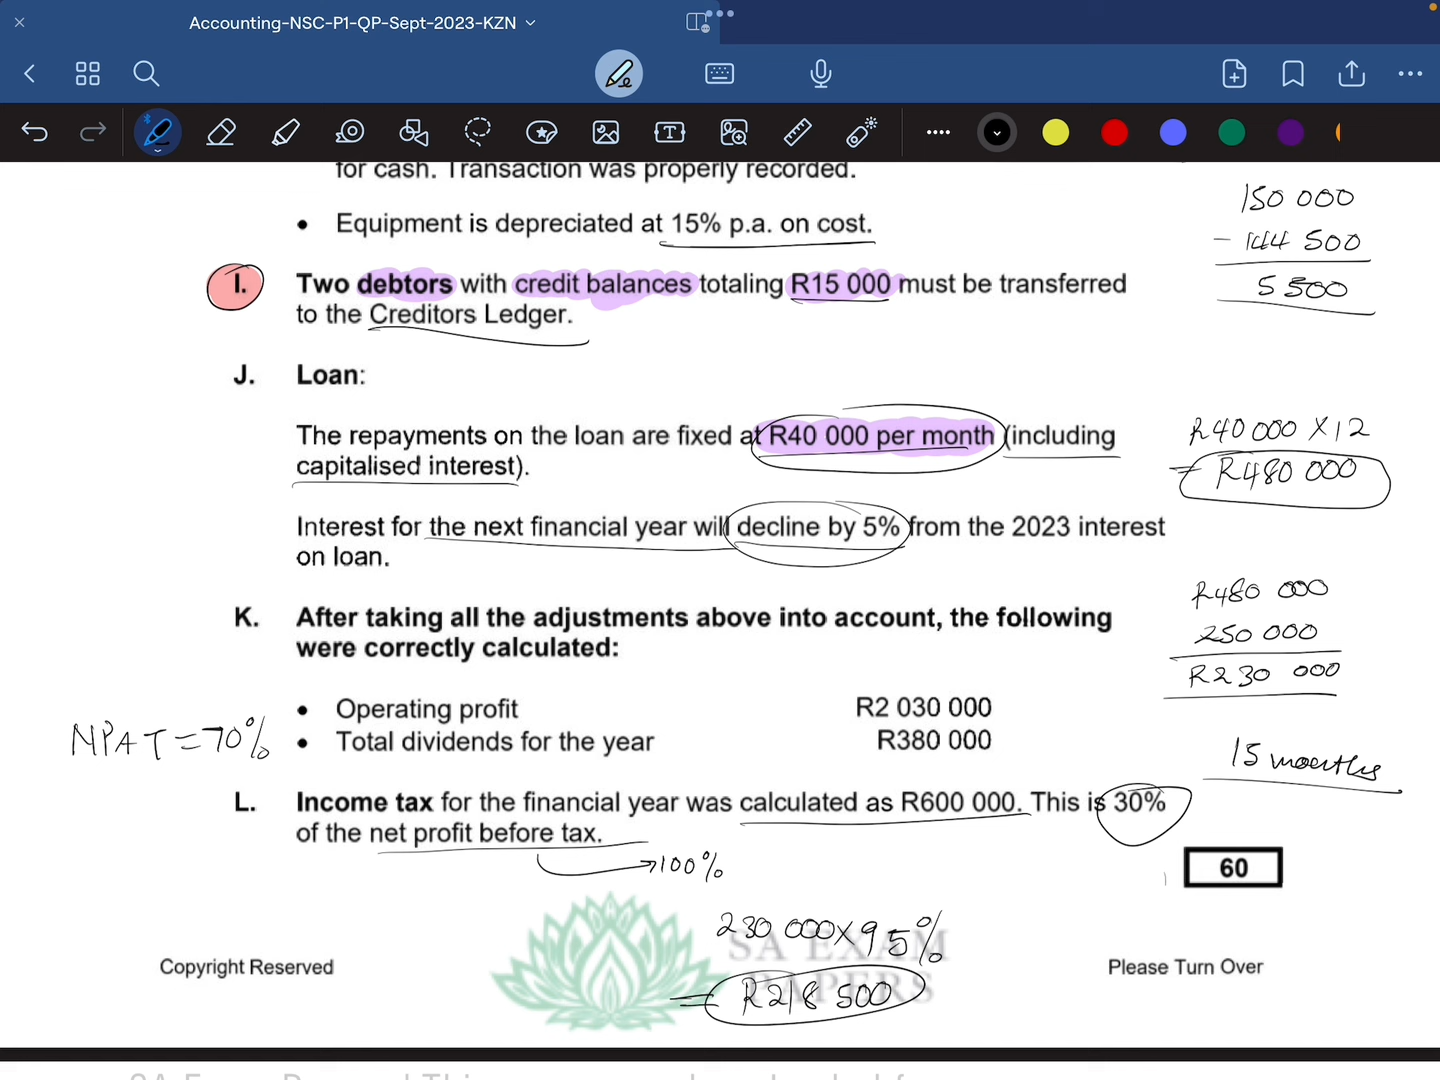 Accounting-NSC-P1-QP-Sept-2023-KZN
for cash. Transaction was properly recorded.
• Equipment is depreciated at 15% p.a. on cost.
150 000
- 144 500
5 500
I. Two debtors with credit balances totaling R15 000 must be transferred
to the Creditors Ledger.
J. Loan:
The repayments on the loan are fixed at R40 000 per month (including
capitalised interest).
R40 000 X 12
= R480 000
Interest for the next financial year will decline by 5% from the 2023 interest
on loan.
R480 000
250 000
R230 000
K. After taking all the adjustments above into account, the following
were correctly calculated:
• Operating profit R2 030 000
• Total dividends for the year R380 000
NPAT = 70%
15 months
L. Income tax for the financial year was calculated as R600 000. This is 30%
of the net profit before tax.
100%
60
230 000 X 95%
= R218 500
SA EXAM
PAPERS
Copyright Reserved
Please Turn Over